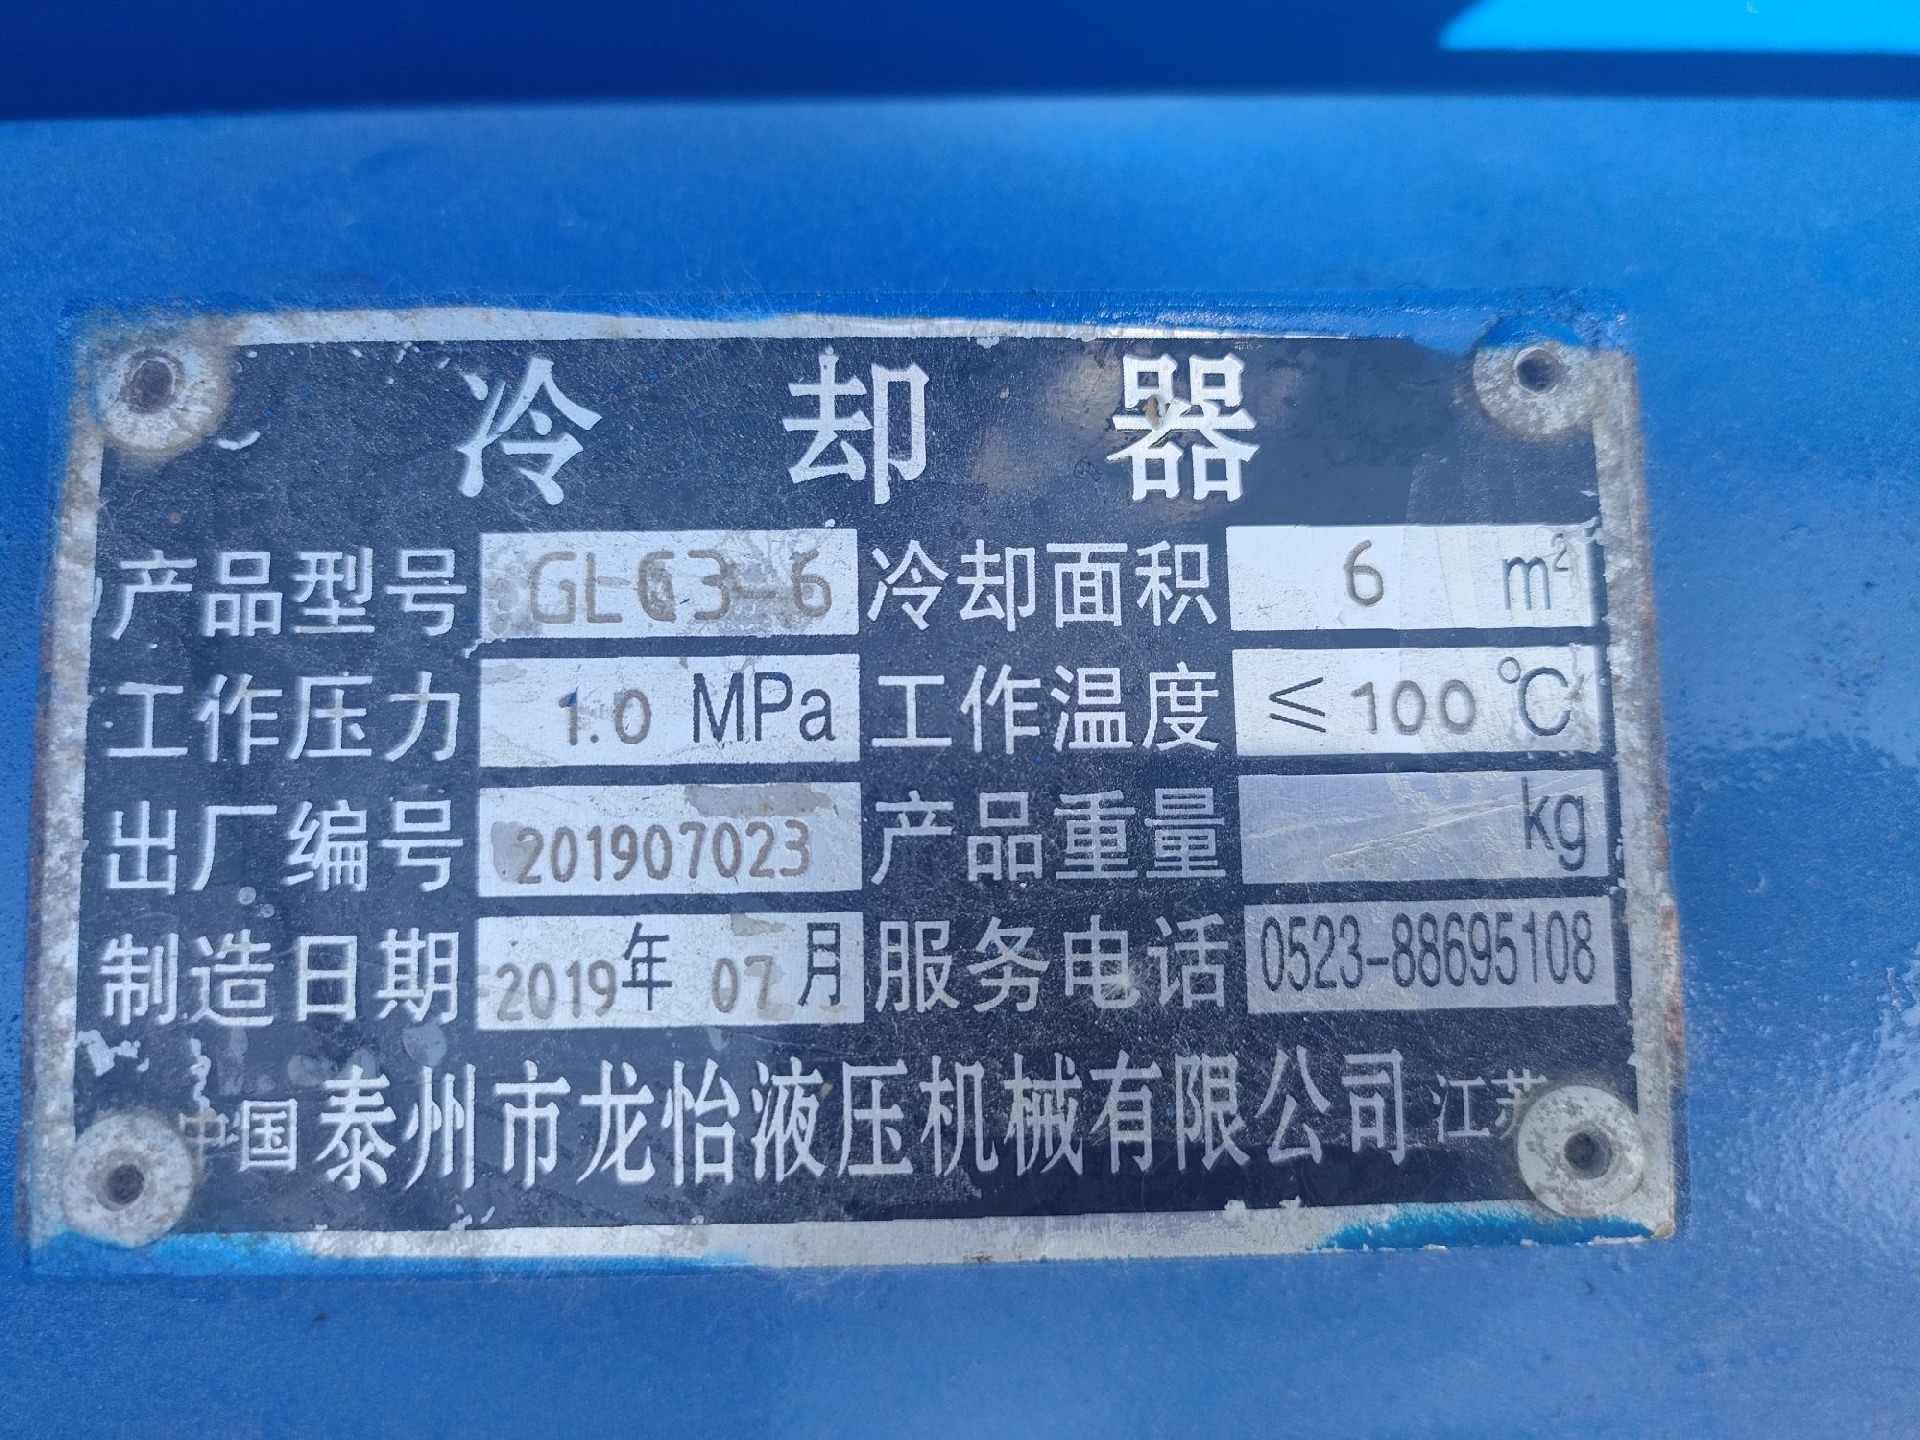 冷却器
产品型号 GLC3-6 冷却面积 6 m²
工作压力 1.0 MPa 工作温度 ≤100 ℃
出厂编号 201907023 产品重量 kg
制造日期 2019年 07月 服务电话 0523-88695108
中国 泰州市龙怡液压机械有限公司 江苏